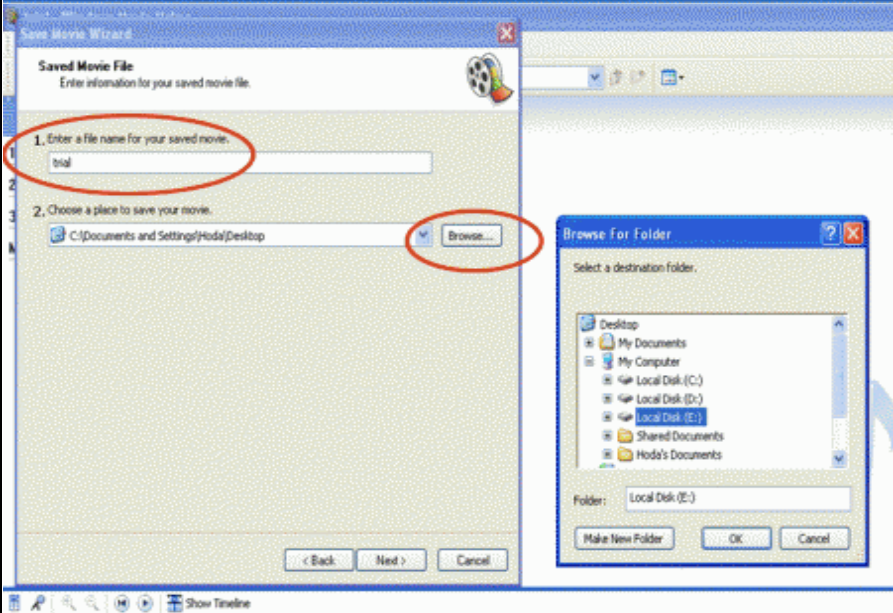 Save Movie Wizard
Saved Movie File
Enter information for your saved movie file.
1. Enter a file name for your saved movie.
trial
2. Choose a place to save your movie.
C:\Documents and Settings\Hoda\Desktop
Browse...
< Back
Next >
Cancel
Browse For Folder
Select a destination folder.
Desktop
My Documents
My Computer
Local Disk (C:)
Local Disk (D:)
Local Disk (E:)
Shared Documents
Hoda's Documents
Folder: Local Disk (E:)
Make New Folder
OK
Cancel
Show Timeline